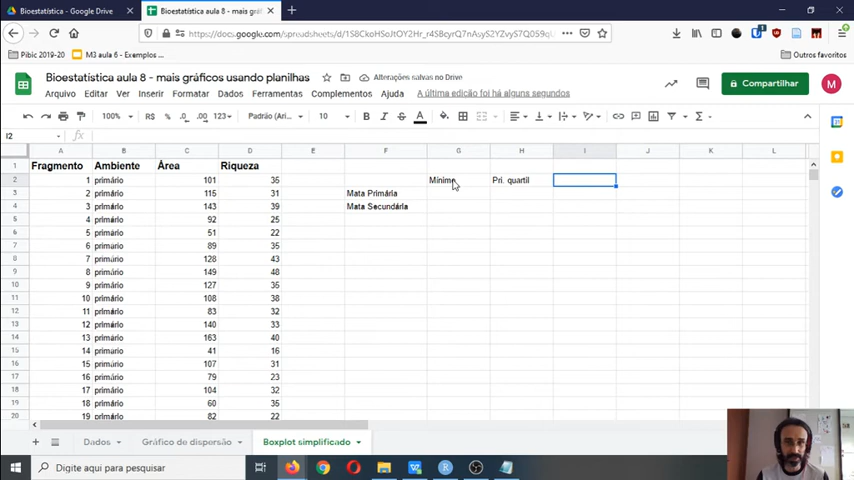 Bioestatística - Google Drive
Bioestatística aula 8 - mais gráfi
Pibic 2019-20
M3 aula 6 - Exemplos ...
Outros favoritos
Bioestatística aula 8 - mais gráficos usando planilhas
Alterações salvas no Drive
Arquivo Editar Ver Inserir Formatar Dados Ferramentas Complementos Ajuda
A última edição foi há alguns segundos
Compartilhar
M
100% R$ % .0 .00 123 Padrão (Ari... 10 B I S A
I2 fx
A B C D E F G H I J K L
1 Fragmento Ambiente Área Riqueza
2 1 primário 101 35 Mínimo Pri. quartil
3 2 primário 115 31 Mata Primária
4 3 primário 143 39 Mata Secundária
5 4 primário 92 25
6 5 primário 51 22
7 6 primário 89 35
8 7 primário 128 43
9 8 primário 149 48
10 9 primário 127 36
11 10 primário 108 38
12 11 primário 83 32
13 12 primário 140 33
14 13 primário 163 40
15 14 primário 41 16
16 15 primário 107 31
17 16 primário 79 23
18 17 primário 104 32
19 18 primário 60 35
20 19 primário 82 22
Dados Gráfico de dispersão Boxplot simplificado
Digite aqui para pesquisar